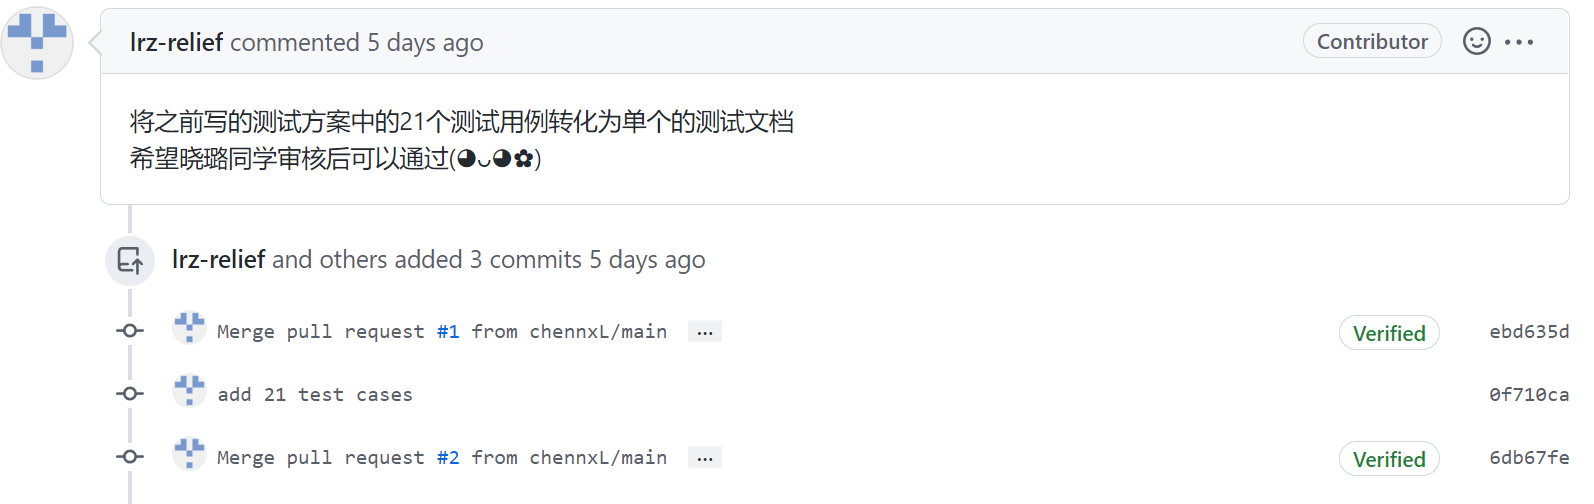 lrz-relief commented 5 days ago Contributor
将之前写的测试方案中的21个测试用例转化为单个的测试文档
希望晓璐同学审核后可以通过(◕ᴗ◕✿)
lrz-relief and others added 3 commits 5 days ago
Merge pull request #1 from chennxL/main ... Verified ebd635d
add 21 test cases 0f710ca
Merge pull request #2 from chennxL/main ... Verified 6db67fe